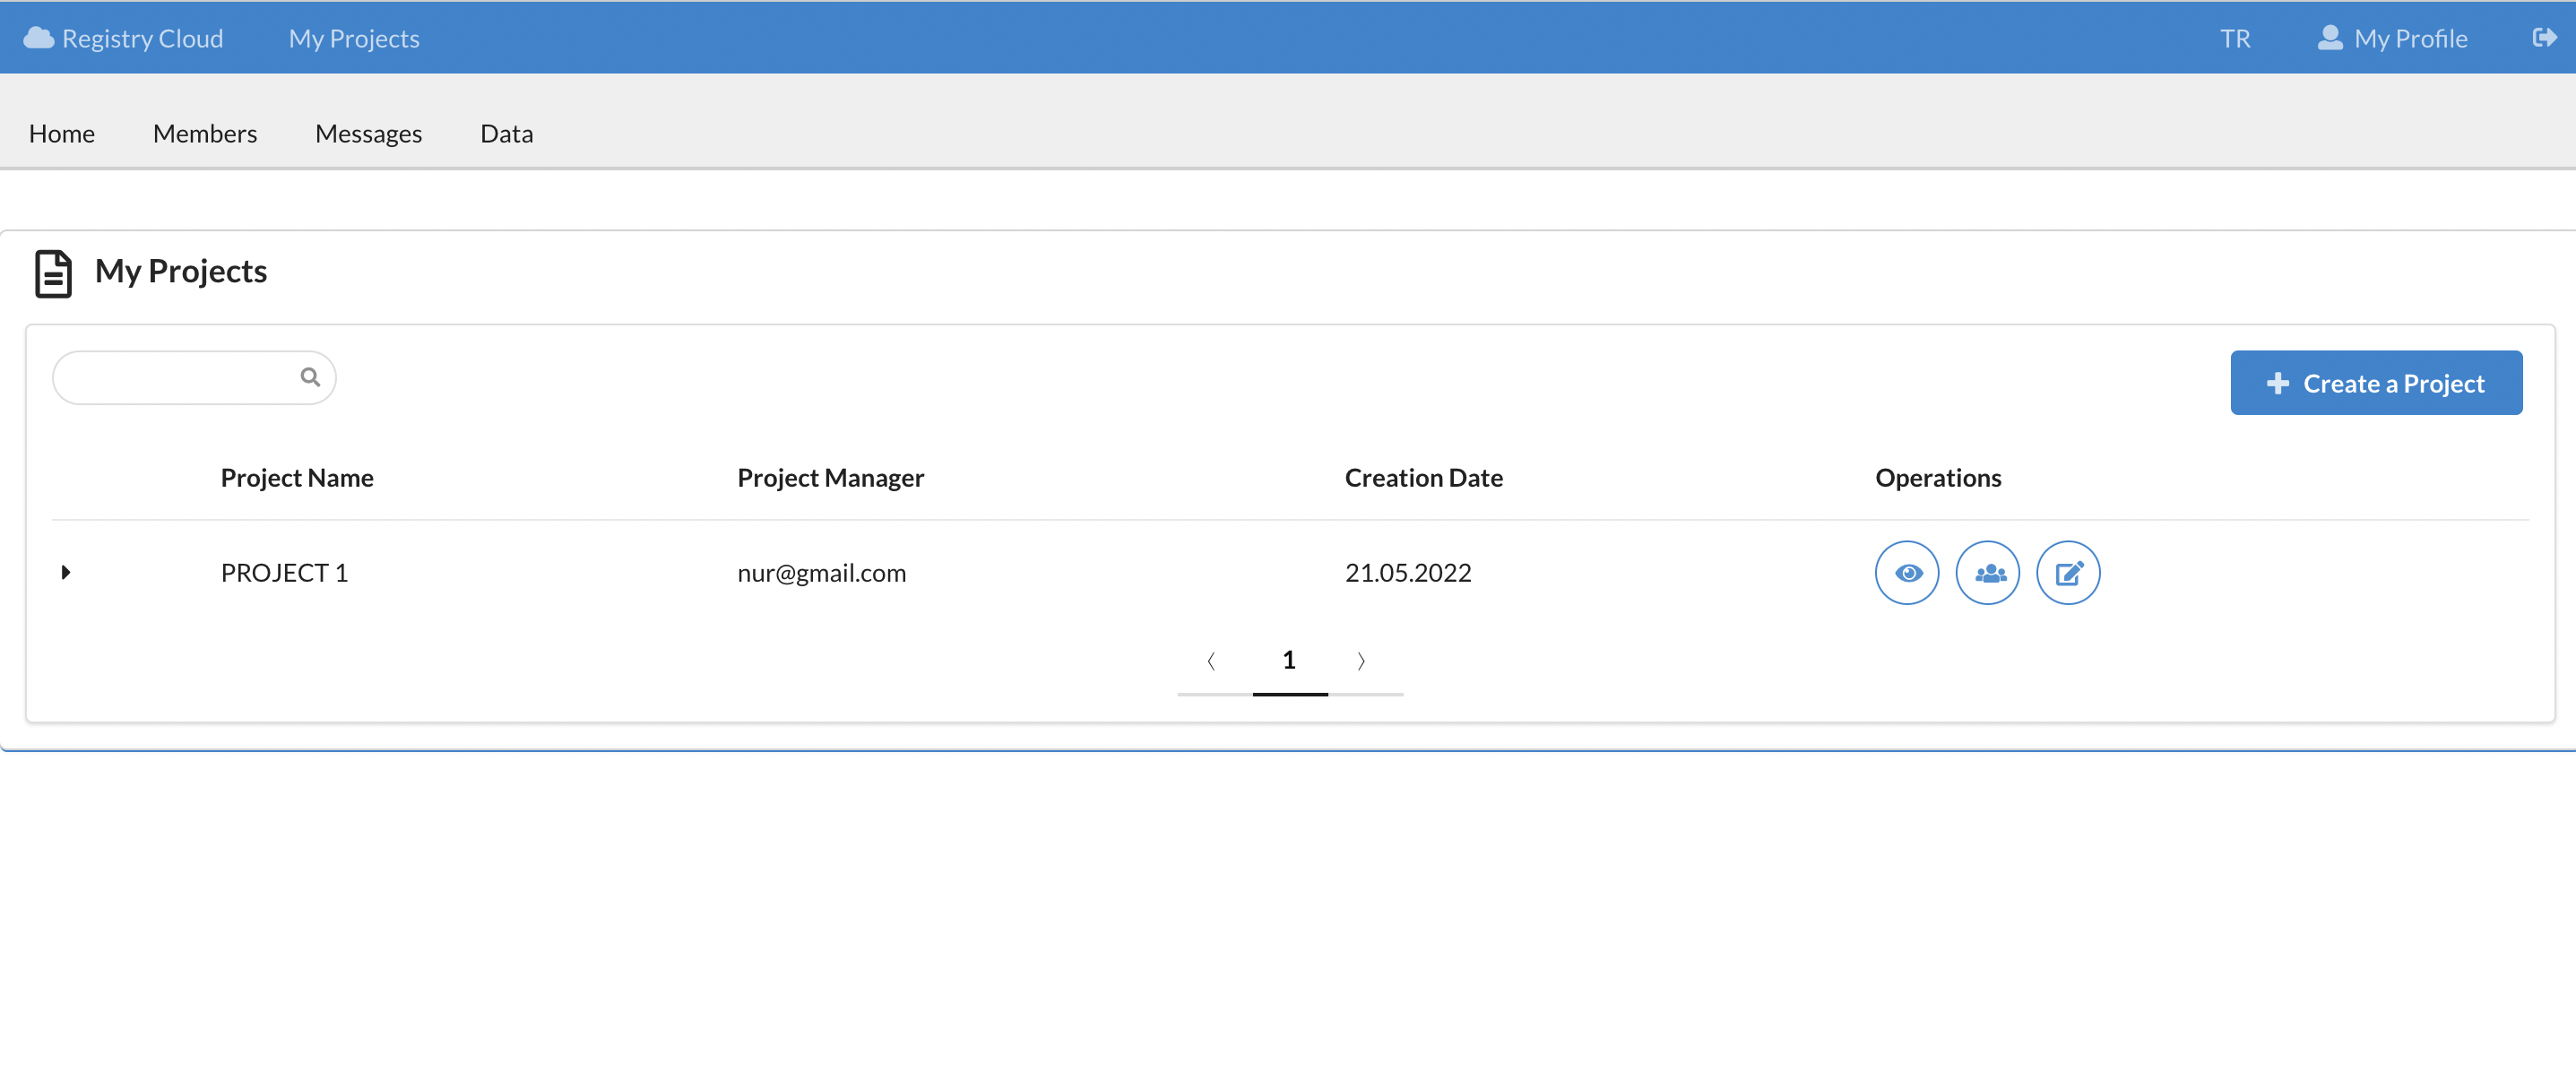 Registry Cloud My Projects TR My Profile
Home Members Messages Data
My Projects
Create a Project
Project Name Project Manager Creation Date Operations
PROJECT 1 nur@gmail.com 21.05.2022
1